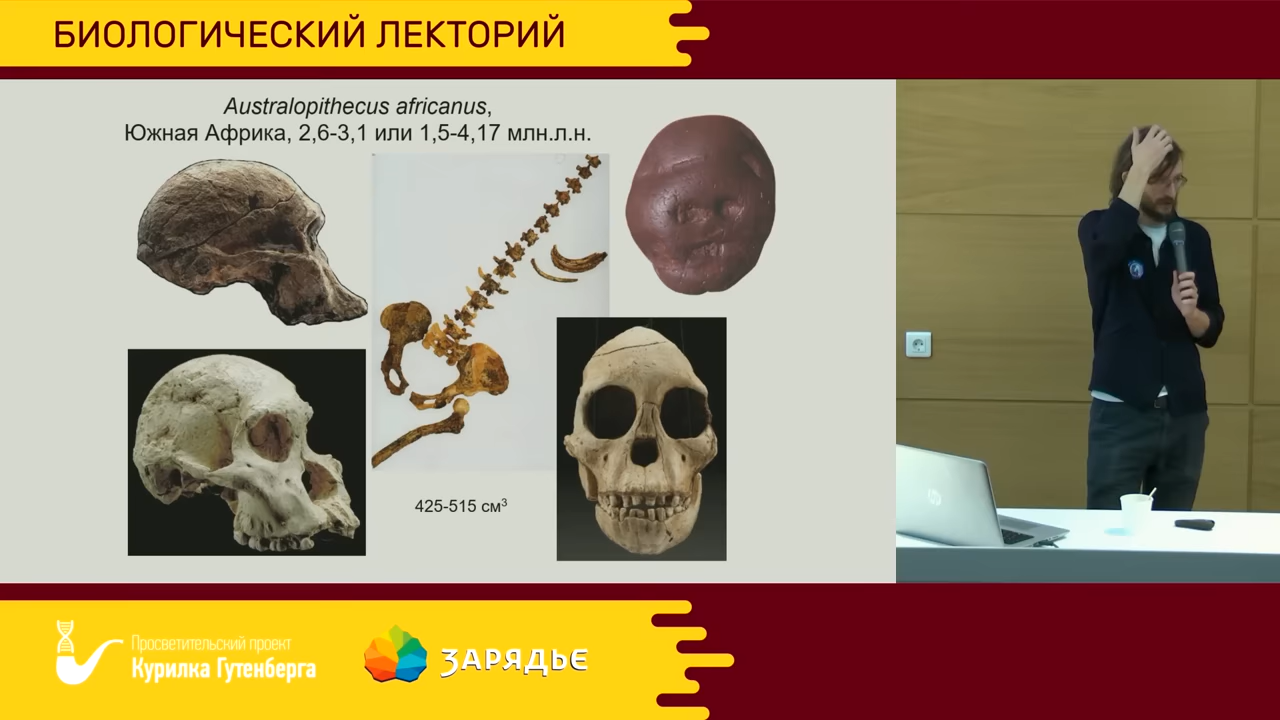 БИОЛОГИЧЕСКИЙ ЛЕКТОРИЙ
Australopithecus africanus,
Южная Африка, 2,6-3,1 или 1,5-4,17 млн.л.н.
425-515 см³
hp
Просветительский проект
Курилка Гутенберга
ЗАРЯДЬЕ